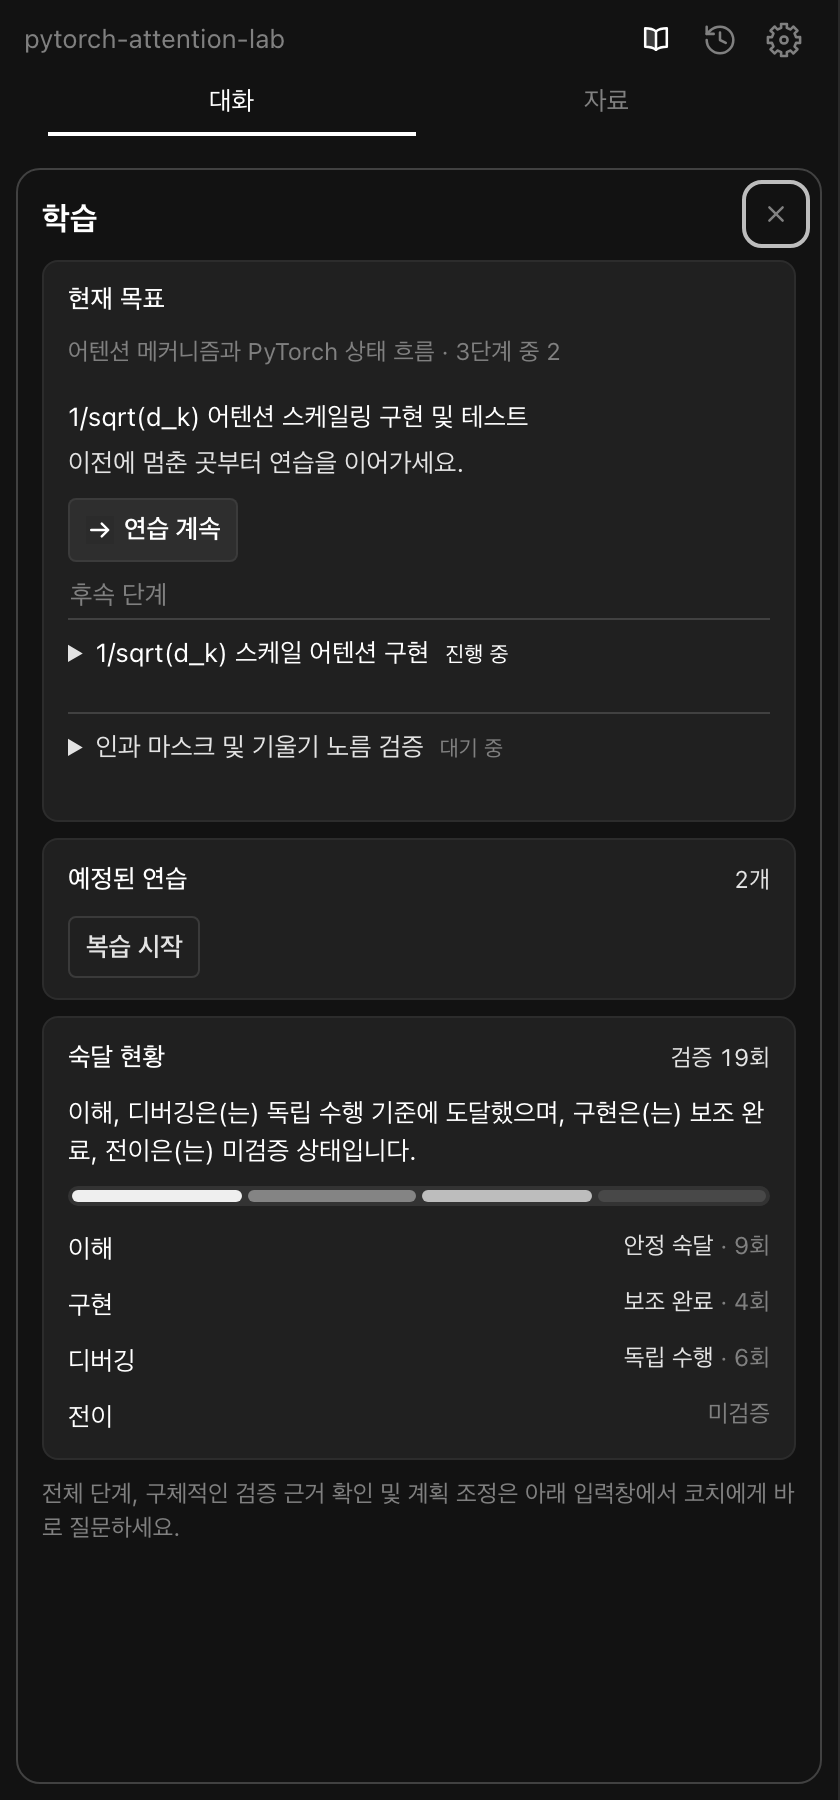 pytorch-attention-lab
대화
자료
학습
현재 목표
어텐션 메커니즘과 PyTorch 상태 흐름 · 3단계 중 2
1/sqrt(d_k) 어텐션 스케일링 구현 및 테스트
이전에 멈춘 곳부터 연습을 이어가세요.
→ 연습 계속
후속 단계
▶ 1/sqrt(d_k) 스케일 어텐션 구현 진행 중
▶ 인과 마스크 및 기울기 노름 검증 대기 중
예정된 연습 2개
복습 시작
숙달 현황 검증 19회
이해, 디버깅은(는) 독립 수행 기준에 도달했으며, 구현은(는) 보조 완
료, 전이은(는) 미검증 상태입니다.
이해 안정 숙달 · 9회
구현 보조 완료 · 4회
디버깅 독립 수행 · 6회
전이 미검증
전체 단계, 구체적인 검증 근거 확인 및 계획 조정은 아래 입력창에서 코치에게 바
로 질문하세요.